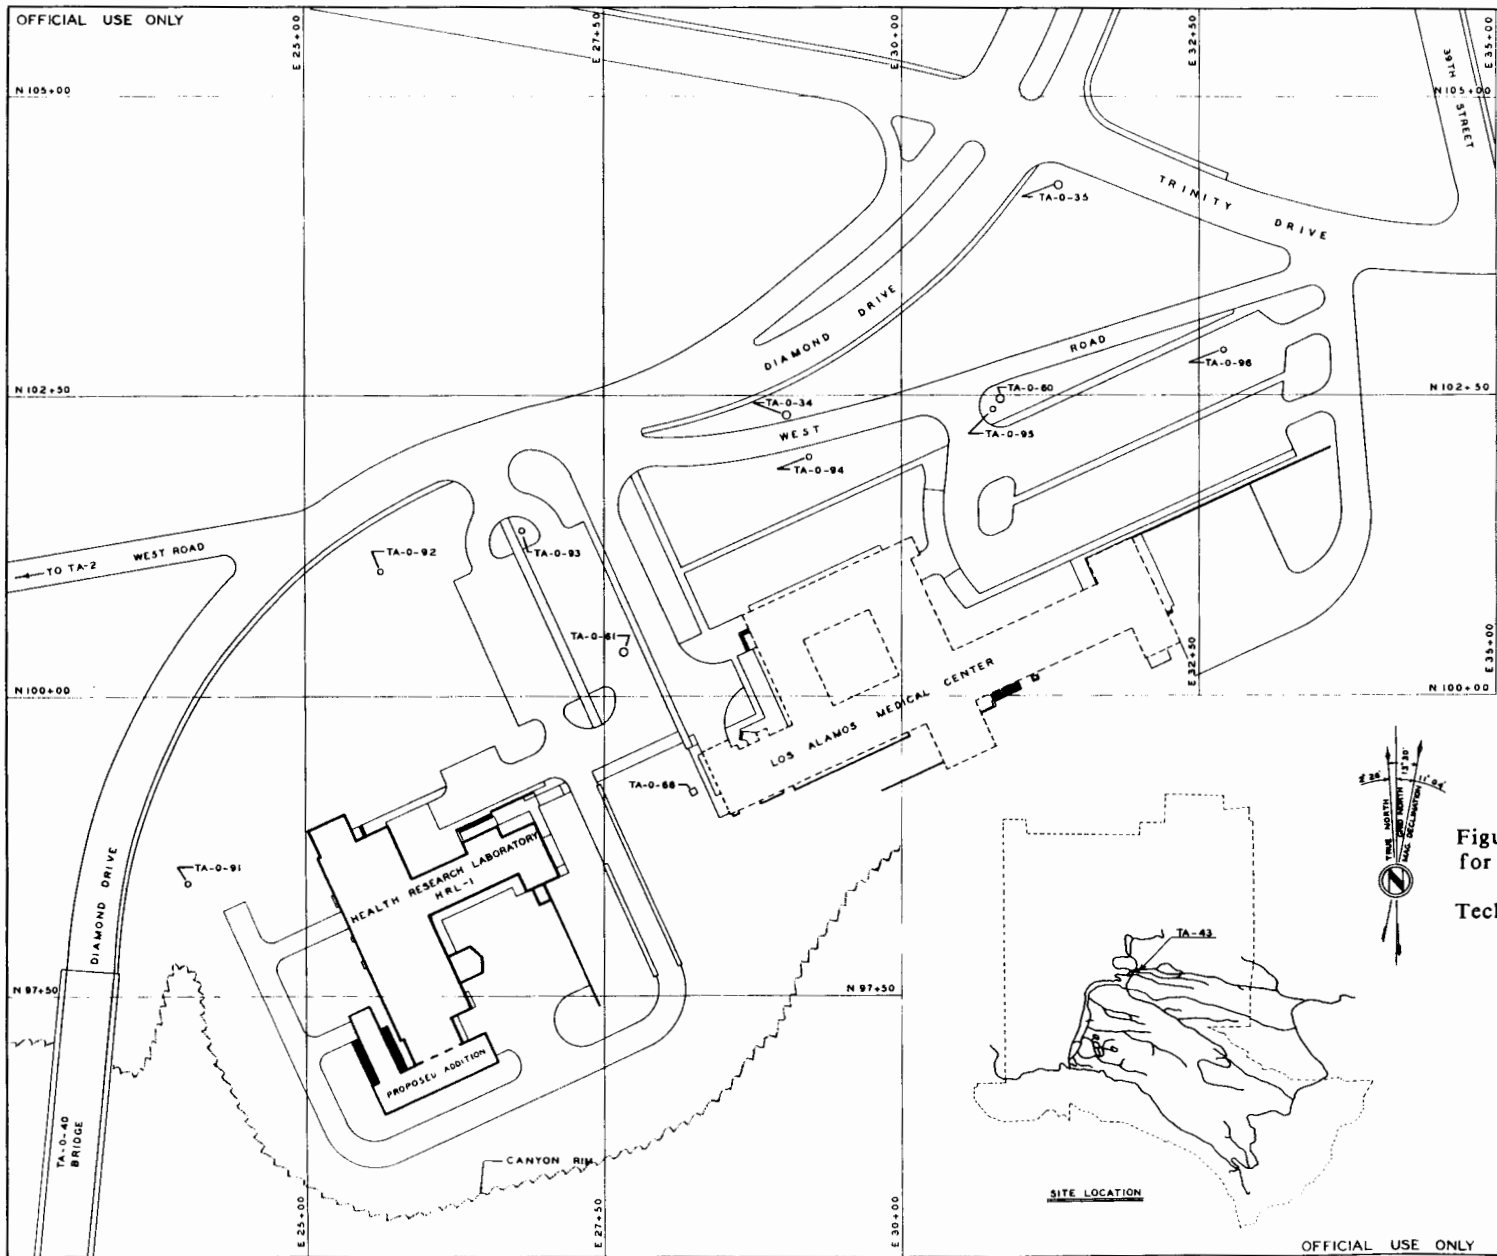 OFFICIAL USE ONLY
E 25+00
E 27+50
E 30+00
E 32+50
E 35+00
N 105+00
N 105+00
39TH STREET
TRINITY DRIVE
TA-0-35
DIAMOND DRIVE
ROAD
TA-0-96
N 102+50
N 102+50
TA-0-34
TA-0-60
WEST
TA-0-95
TA-0-94
WEST ROAD
TO TA-2
TA-0-92
TA-0-93
TA-0-61
E 32+50
E 35+00
N 100+00
N 100+00
LOS ALAMOS MEDICAL CENTER
TA-0-68
TRUE NORTH
GRID NORTH
MAG. DECLINATION
12° 30'
11° 04'
Figu
for
Tech
HEALTH RESEARCH LABORATORY
HRL-1
TA-0-91
DIAMOND DRIVE
TA-43
N 97+50
N 97+50
PROPOSED ADDITION
TA-0-40
BRIDGE
CANYON RIM
SITE LOCATION
E 25+00
E 27+50
E 30+00
OFFICIAL USE ONLY